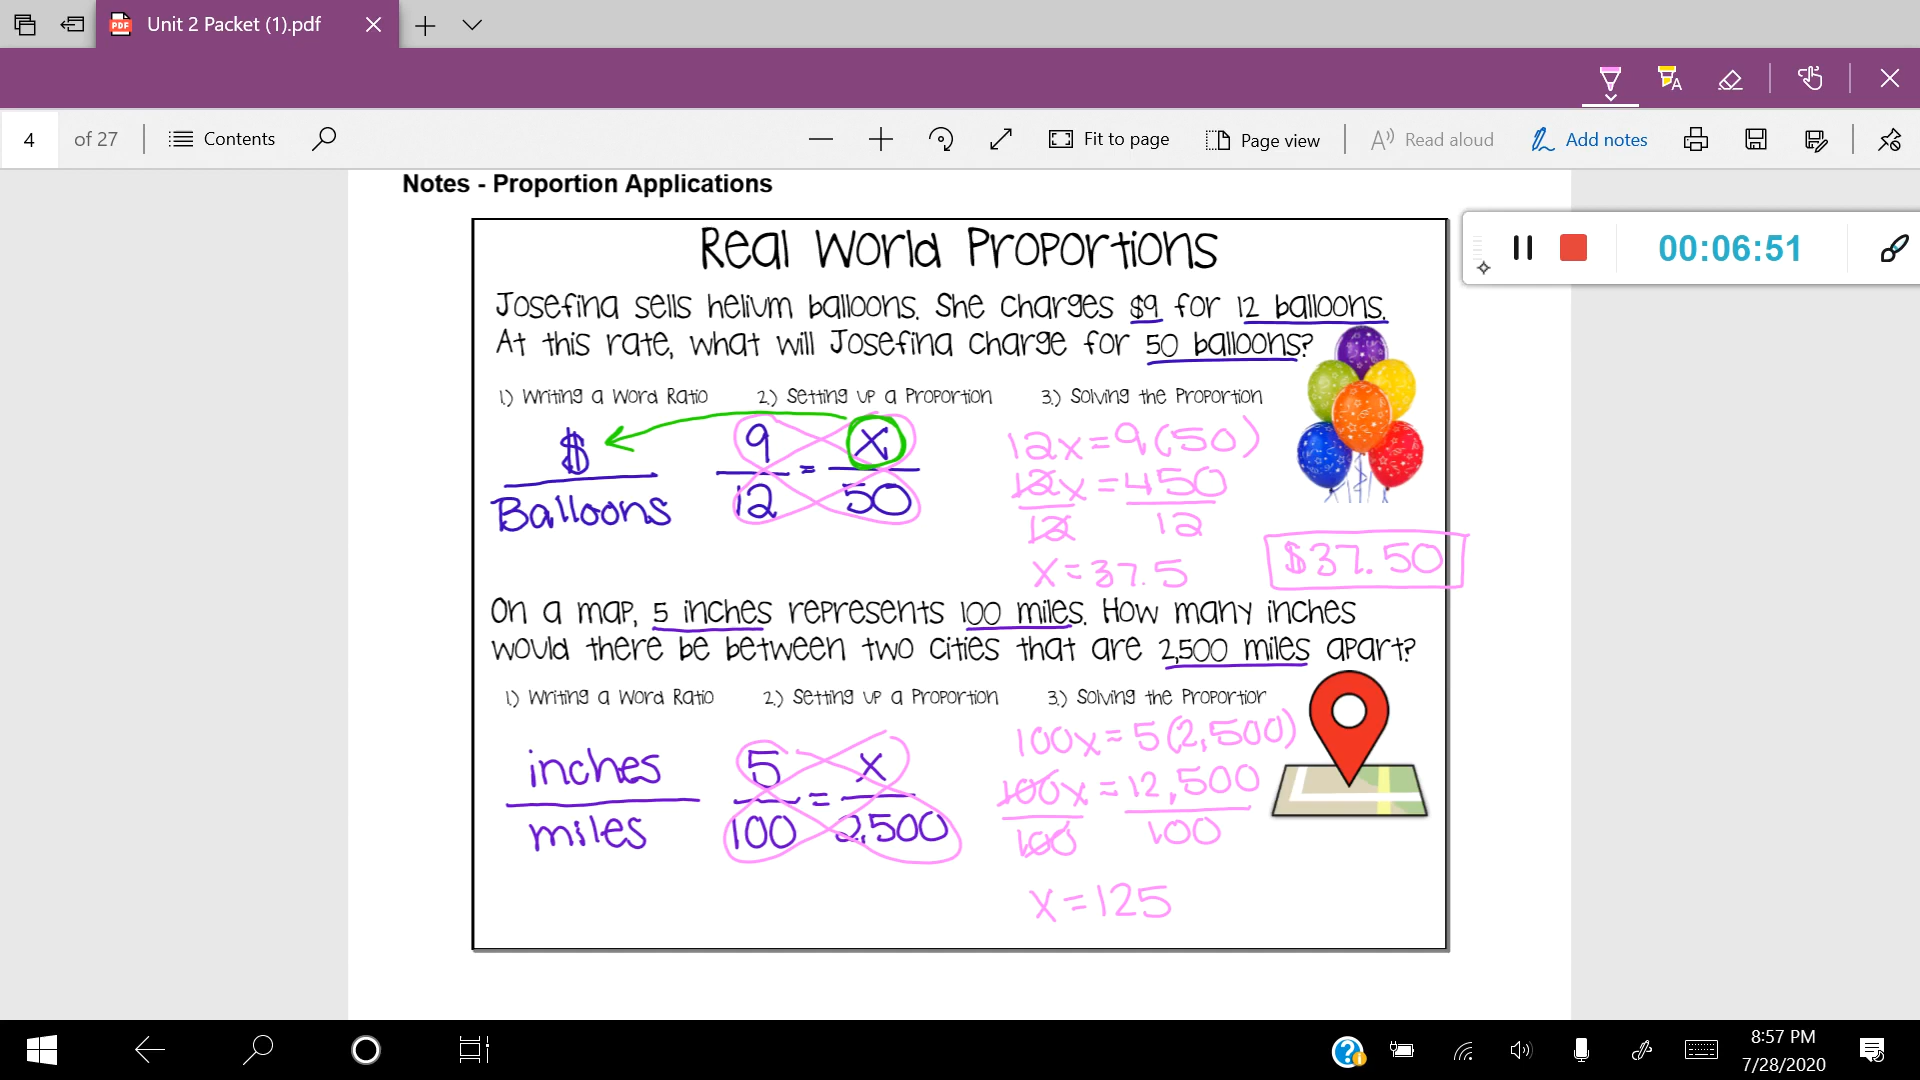 Unit 2 Packet (1).pdf
4 of 27 Contents Fit to page Page view Read aloud Add notes
Notes - Proportion Applications
Real World Proportions
00:06:51
Josefina sells helium balloons. She charges $9 for 12 balloons.
At this rate, what will Josefina charge for 50 balloons?
1.) Writing a Word Ratio 2.) Setting up a Proportion 3.) Solving the Proportion
$
Balloons
9 = x
12 50
12x = 9(50)
12x = 450
12 12
x = 37.5
$37.50
On a map, 5 inches represents 100 miles. How many inches
would there be between two cities that are 2,500 miles apart?
1.) Writing a Word Ratio 2.) Setting up a Proportion 3.) Solving the Proportion
inches
miles
5 = x
100 2,500
100x = 5(2,500)
100x = 12,500
100 100
x = 125
8:57 PM
7/28/2020